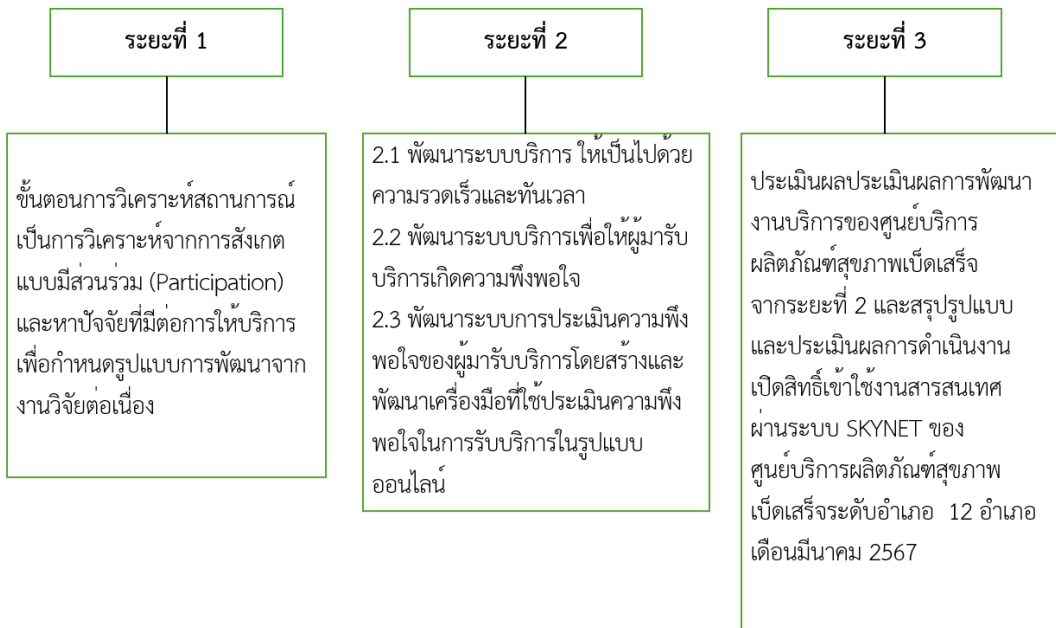 ระยะที่ 1
ขั้นตอนการวิเคราะห์สถานการณ์
เป็นการวิเคราะห์จากการสังเกต
แบบมีส่วนร่วม (Participation)
และหาปัจจัยที่มีต่อการให้บริการ
เพื่อกำหนดรูปแบบการพัฒนาจาก
งานวิจัยต่อเนื่อง
ระยะที่ 2
2.1 พัฒนาระบบบริการ ให้เป็นไปด้วย
ความรวดเร็วและทันเวลา
2.2 พัฒนาระบบบริการเพื่อให้ผู้มารับ
บริการเกิดความพึงพอใจ
2.3 พัฒนาระบบการประเมินความพึง
พอใจของผู้มารับบริการโดยสร้างและ
พัฒนาเครื่องมือที่ใช้ประเมินความพึง
พอใจในการรับบริการในรูปแบบ
ออนไลน์
ระยะที่ 3
ประเมินผลประเมินผลการพัฒนา
งานบริการของศูนย์บริการ
ผลิตภัณฑ์สุขภาพเบ็ดเสร็จ
จากระยะที่ 2 และสรุปรูปแบบ
และประเมินผลการดำเนินงาน
เปิดสิทธิ์เข้าใช้งานสารสนเทศ
ผ่านระบบ SKYNET ของ
ศูนย์บริการผลิตภัณฑ์สุขภาพ
เบ็ดเสร็จระดับอำเภอ 12 อำเภอ
เดือนมีนาคม 2567